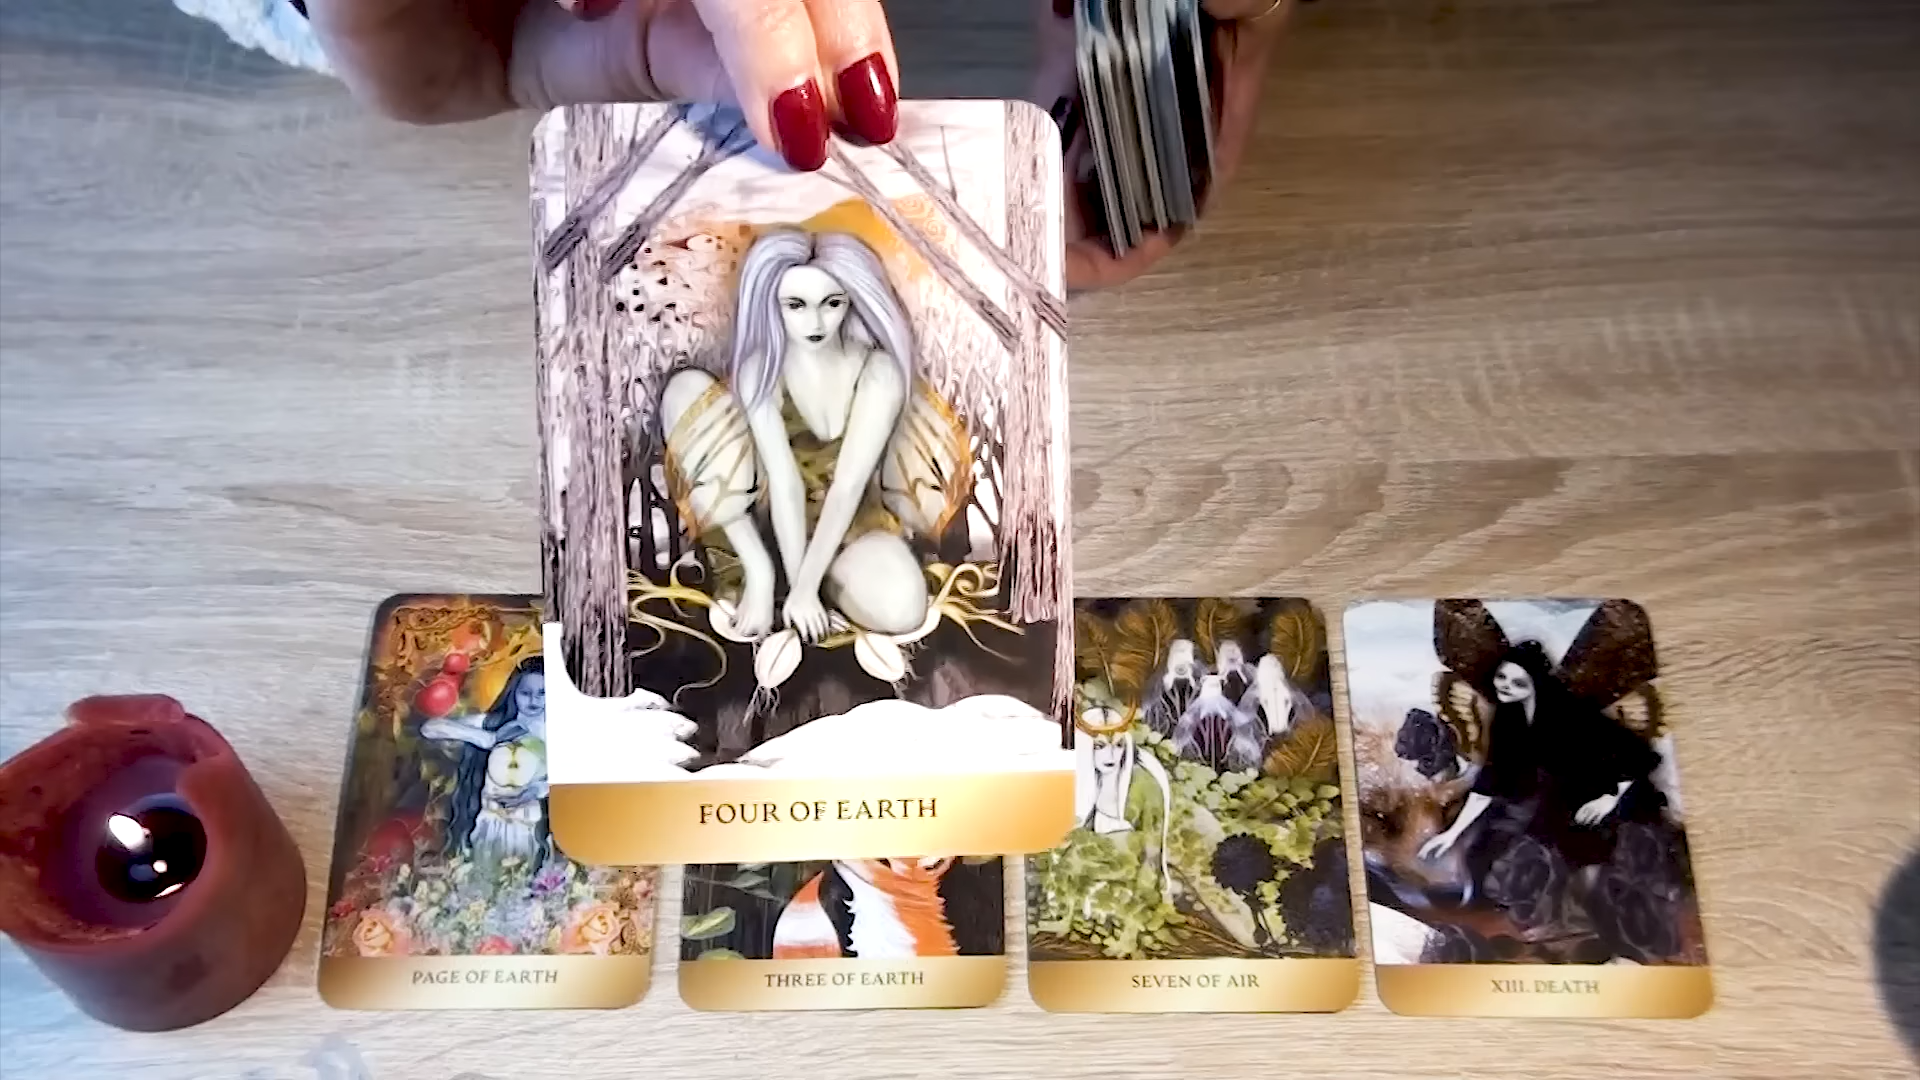 FOUR OF EARTH
PAGE OF EARTH
THREE OF EARTH
SEVEN OF AIR
XIII. DEATH